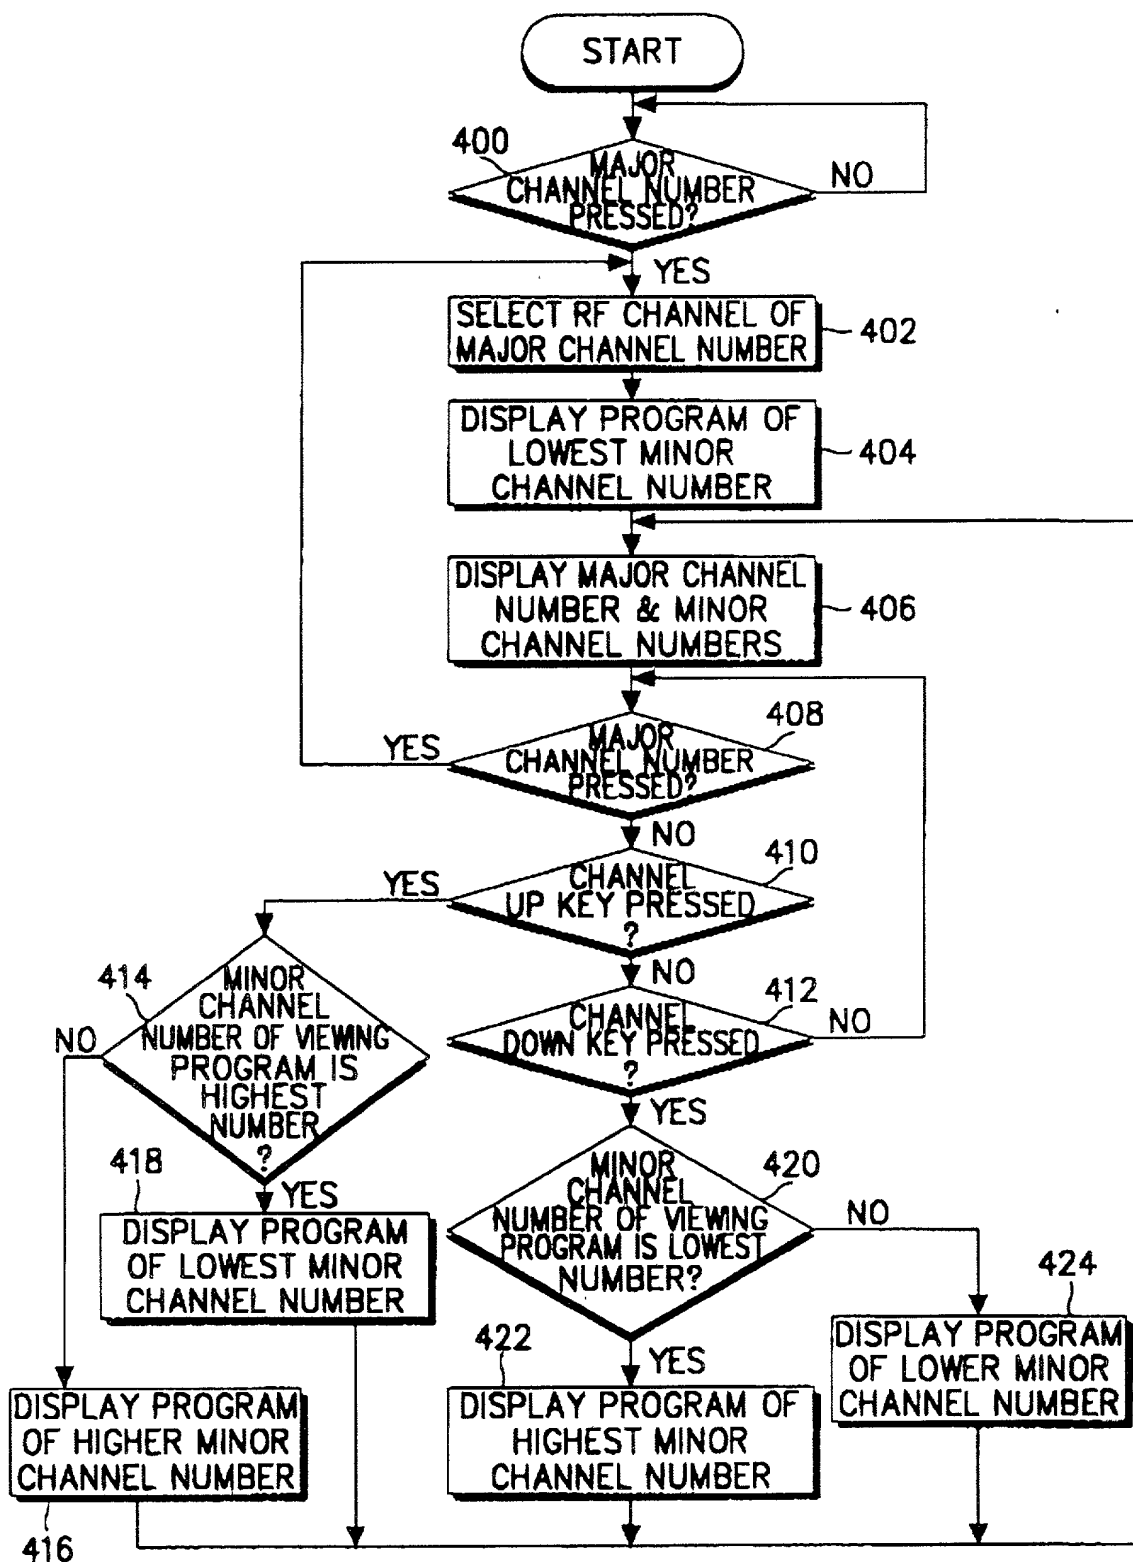 START
400
MAJOR
CHANNEL NUMBER
PRESSED?
NO
YES
SELECT RF CHANNEL OF
MAJOR CHANNEL NUMBER
402
DISPLAY PROGRAM OF
LOWEST MINOR
CHANNEL NUMBER
404
DISPLAY MAJOR CHANNEL
NUMBER & MINOR
CHANNEL NUMBERS
406
408
YES
MAJOR
CHANNEL NUMBER
PRESSED?
NO
410
YES
CHANNEL
UP KEY PRESSED
?
NO
412
CHANNEL
DOWN KEY PRESSED
?
NO
YES
414
NO
MINOR
CHANNEL
NUMBER OF VIEWING
PROGRAM IS
HIGHEST
NUMBER
?
418
YES
DISPLAY PROGRAM
OF LOWEST MINOR
CHANNEL NUMBER
420
MINOR
CHANNEL
NUMBER OF VIEWING
PROGRAM IS LOWEST
NUMBER?
NO
424
DISPLAY PROGRAM
OF LOWER MINOR
CHANNEL NUMBER
422
YES
DISPLAY PROGRAM OF
HIGHEST MINOR
CHANNEL NUMBER
DISPLAY PROGRAM
OF HIGHER MINOR
CHANNEL NUMBER
416